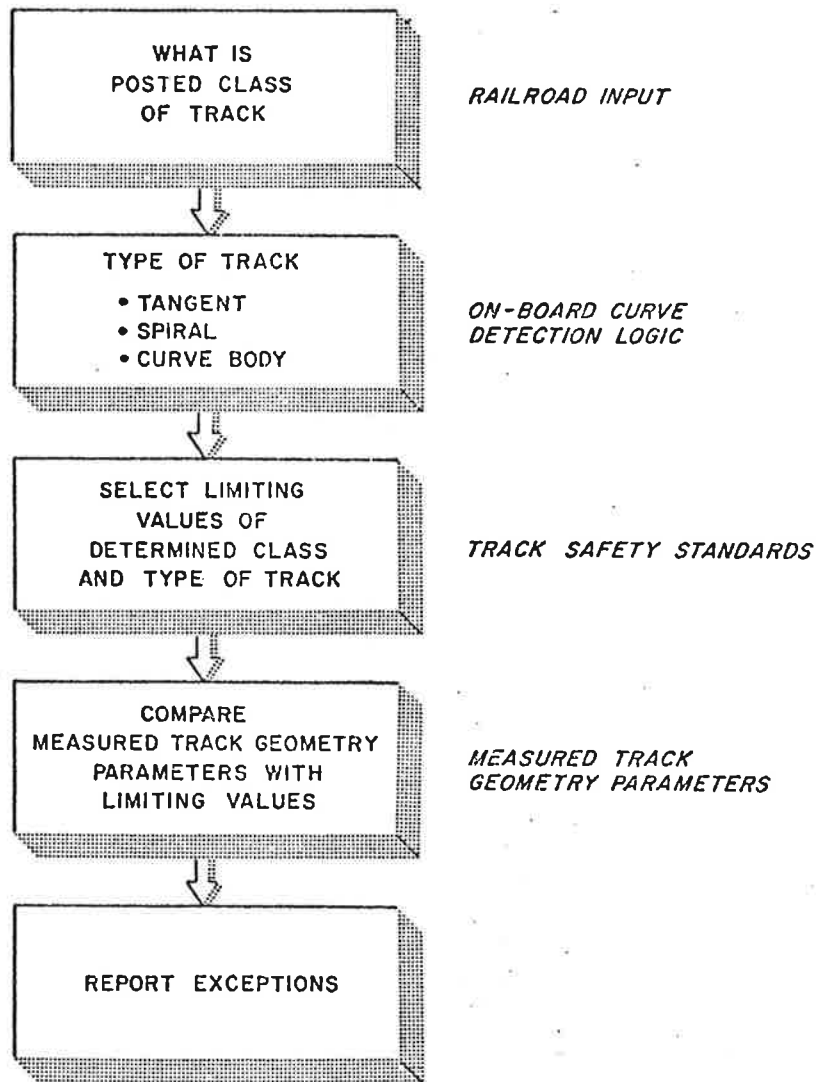 WHAT IS
POSTED CLASS
OF TRACK
RAILROAD INPUT
TYPE OF TRACK
• TANGENT
• SPIRAL
• CURVE BODY
ON-BOARD CURVE
DETECTION LOGIC
SELECT LIMITING
VALUES OF
DETERMINED CLASS
AND TYPE OF TRACK
TRACK SAFETY STANDARDS
COMPARE
MEASURED TRACK GEOMETRY
PARAMETERS WITH
LIMITING VALUES
MEASURED TRACK
GEOMETRY PARAMETERS
REPORT EXCEPTIONS